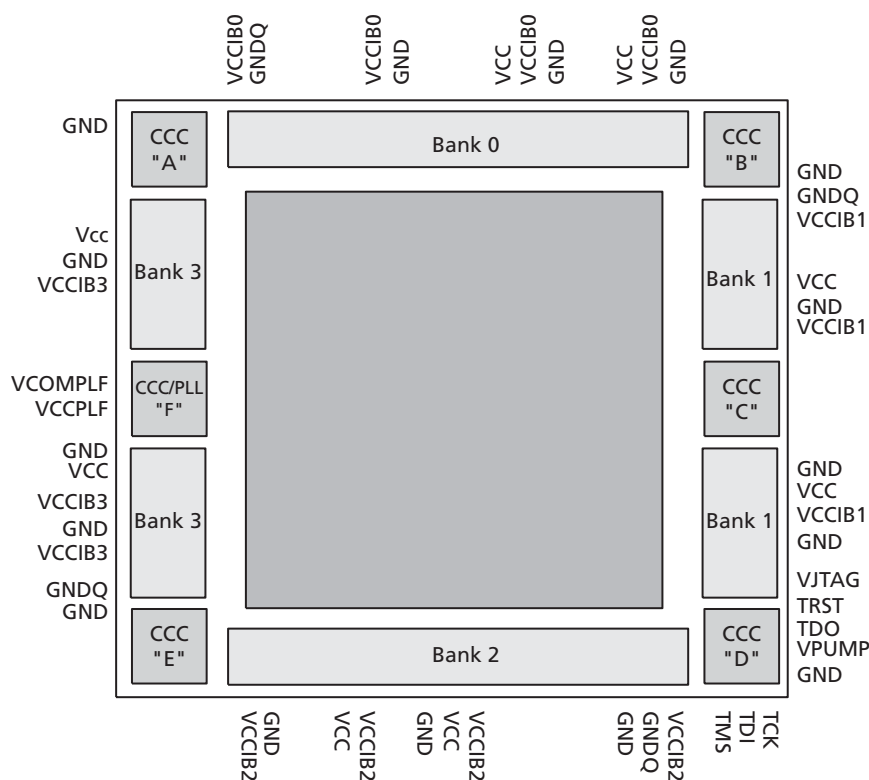 VCCIB0
GNDQ
VCCIB0
GND
VCC
VCCIB0
GND
VCC
VCCIB0
GND
GND
CCC
"A"
Bank 0
CCC
"B"
GND
GNDQ
VCCIB1
Vcc
GND
VCCIB3
Bank 3
Bank 1
VCC
GND
VCCIB1
VCOMPLF
VCCPLF
CCC/PLL
"F"
CCC
"C"
GND
VCC
VCCIB3
GND
VCCIB3
Bank 3
Bank 1
GND
VCC
VCCIB1
GND
GNDQ
GND
CCC
"E"
Bank 2
CCC
"D"
VJTAG
TRST
TDO
VPUMP
GND
VCCIB2
GND
VCC
VCCIB2
GND
VCC
VCCIB2
GND
GNDQ
VCCIB2
TMS
TDI
TCK